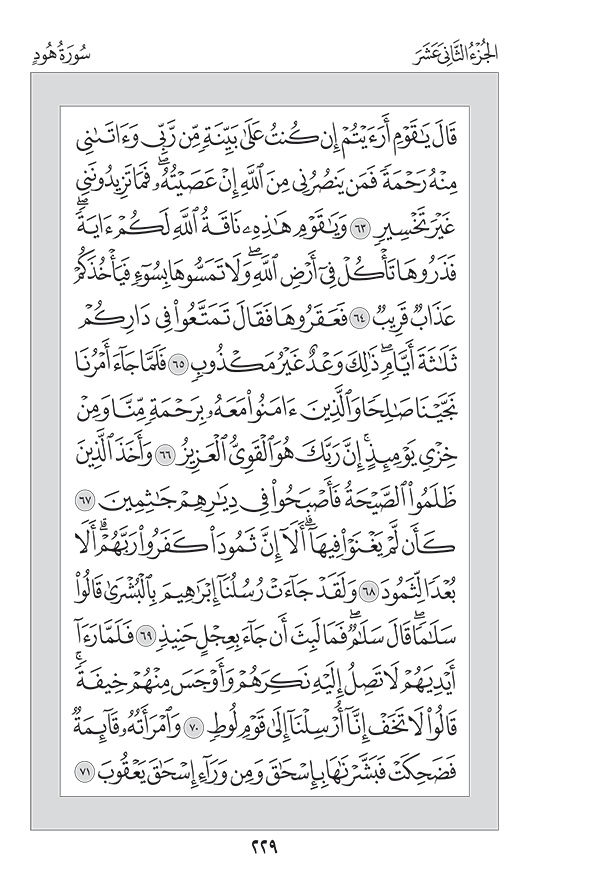 الجُزْءُ الثَّانِي عَشَرَ
سُورَةُ هُودٍ
قَالَ يَٰقَوْمِ أَرَءَيْتُمْ إِن كُنتُ عَلَىٰ بَيِّنَةٍ مِّن رَّبِّي وَءَاتَىٰنِي
مِنْهُ رَحْمَةً فَمَن يَنصُرُنِي مِنَ ٱللَّهِ إِنْ عَصَيْتُهُۥۖ فَمَا تَزِيدُونَنِي
غَيْرَ تَخْسِيرٍ ٦٣ وَيَٰقَوْمِ هَٰذِهِۦ نَاقَةُ ٱللَّهِ لَكُمْ ءَايَةًۖ
فَذَرُوهَا تَأْكُلْ فِيٓ أَرْضِ ٱللَّهِۖ وَلَا تَمَسُّوهَا بِسُوٓءٍ فَيَأْخُذَكُمْ
عَذَابٌ قَرِيبٌ ٦٤ فَعَقَرُوهَا فَقَالَ تَمَتَّعُوا۟ فِي دَارِكُمْ
ثَلَٰثَةَ أَيَّامٍۖ ذَٰلِكَ وَعْدٌ غَيْرُ مَكْذُوبٍ ٦٥ فَلَمَّا جَآءَ أَمْرُنَا
نَجَّيْنَا صَٰلِحًا وَٱلَّذِينَ ءَامَنُوا۟ مَعَهُۥ بِرَحْمَةٍ مِّنَّا وَمِنْ
خِزْيِ يَوْمِئِذٍۚ إِنَّ رَبَّكَ هُوَ ٱلْقَوِيُّ ٱلْعَزِيزُ ٦٦ وَأَخَذَ ٱلَّذِينَ
ظَلَمُوا۟ ٱلصَّيْحَةُ فَأَصْبَحُوا۟ فِي دِيَٰرِهِمْ جَٰثِمِينَ ٦٧
كَأَن لَّمْ يَغْنَوْا۟ فِيهَآۗ أَلَآ إِنَّ ثَمُودَا۟ كَفَرُوا۟ رَبَّهُمْۗ أَلَا
بُعْدًا لِّثَمُودَ ٦٨ وَلَقَدْ جَآءَتْ رُسُلُنَآ إِبْرَٰهِيمَ بِٱلْبُشْرَىٰ قَالُوا۟
سَلَٰمًاۖ قَالَ سَلَٰمٌۖ فَمَا لَبِثَ أَن جَآءَ بِعِجْلٍ حَنِيذٍ ٦٩ فَلَمَّا رَءَآ
أَيْدِيَهُمْ لَا تَصِلُ إِلَيْهِ نَكِرَهُمْ وَأَوْجَسَ مِنْهُمْ خِيفَةًۚ
قَالُوا۟ لَا تَخَفْ إِنَّآ أُرْسِلْنَآ إِلَىٰ قَوْمِ لُوطٍ ٧٠ وَٱمْرَأَتُهُۥ قَآئِمَةٌ
فَضَحِكَتْ فَبَشَّرْنَٰهَا بِإِسْحَٰقَ وَمِن وَرَآءِ إِسْحَٰقَ يَعْقُوبَ ٧١
٢٢٩